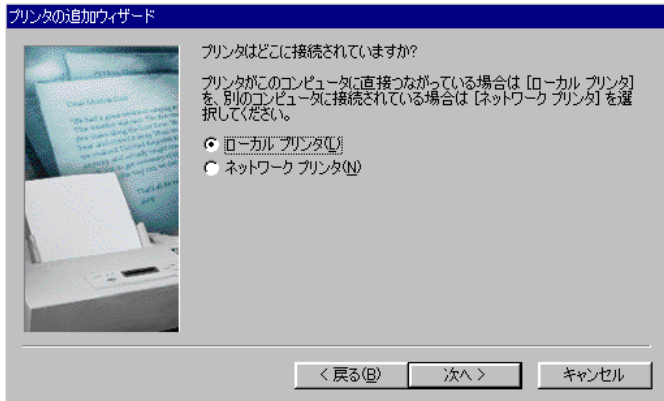 プリンタの追加ウィザード
プリンタはどこに接続されていますか?
プリンタがこのコンピュータに直接つながっている場合は [ローカル プリンタ]
を、別のコンピュータに接続されている場合は [ネットワーク プリンタ] を選
択してください。
ローカル プリンタ(L)
ネットワーク プリンタ(N)
< 戻る(B)
次へ >
キャンセル